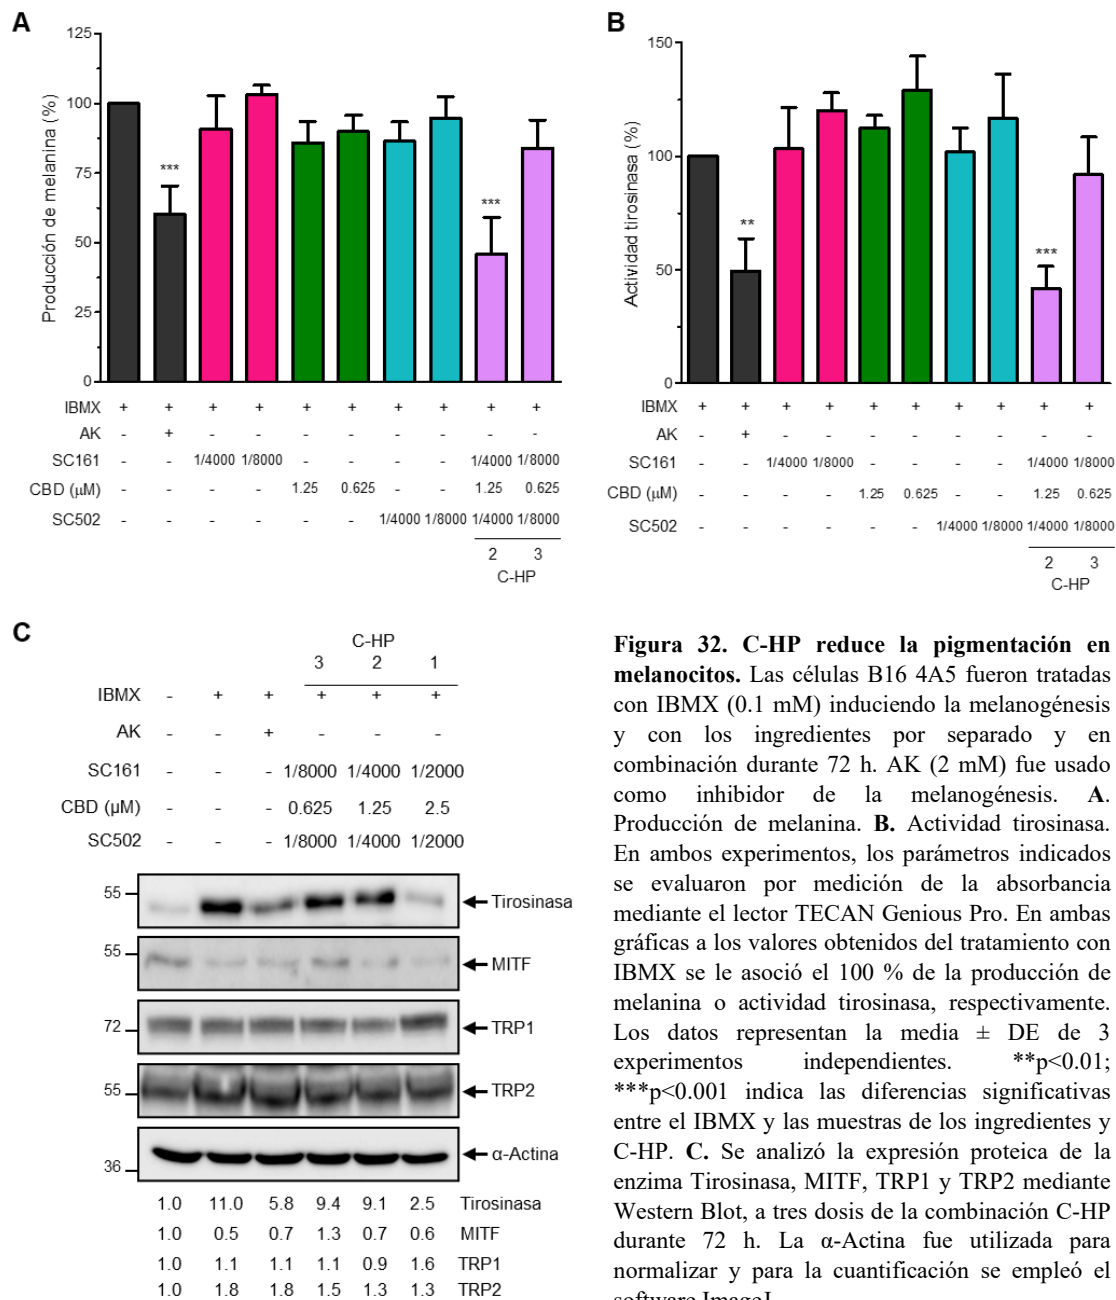 A
Producción de melanina (%)
125
100
75
50
25
0
***
***
IBMX + + + + + + + + + +
AK - + - - - - - - - -
SC161 - - 1/4000 1/8000 - - - - 1/4000 1/8000
CBD (µM) - - - - 1.25 0.625 - - 1.25 0.625
SC502 - - - - - - 1/4000 1/8000 1/4000 1/8000
2 3
C-HP
B
Actividad tirosinasa (%)
150
100
50
0
**
***
IBMX + + + + + + + + + +
AK - + - - - - - - - -
SC161 - - 1/4000 1/8000 - - - - 1/4000 1/8000
CBD (µM) - - - - 1.25 0.625 - - 1.25 0.625
SC502 - - - - - - 1/4000 1/8000 1/4000 1/8000
2 3
C-HP
C
C-HP
3 2 1
IBMX - + + + + +
AK - - + - - -
SC161 - - - 1/8000 1/4000 1/2000
CBD (µM) - - - 0.625 1.25 2.5
SC502 - - - 1/8000 1/4000 1/2000
55 Tirosinasa
55 MITF
72 TRP1
55 TRP2
36 α-Actina
1.0 11.0 5.8 9.4 9.1 2.5 Tirosinasa
1.0 0.5 0.7 1.3 0.7 0.6 MITF
1.0 1.1 1.1 1.1 0.9 1.6 TRP1
1.0 1.8 1.8 1.5 1.3 1.3 TRP2
Figura 32. C-HP reduce la pigmentación en
melanocitos. Las células B16 4A5 fueron tratadas
con IBMX (0.1 mM) induciendo la melanogénesis
y con los ingredientes por separado y en
combinación durante 72 h. AK (2 mM) fue usado
como inhibidor de la melanogénesis. A.
Producción de melanina. B. Actividad tirosinasa.
En ambos experimentos, los parámetros indicados
se evaluaron por medición de la absorbancia
mediante el lector TECAN Genious Pro. En ambas
gráficas a los valores obtenidos del tratamiento con
IBMX se le asoció el 100 % de la producción de
melanina o actividad tirosinasa, respectivamente.
Los datos representan la media ± DE de 3
experimentos independientes. **p<0.01;
***p<0.001 indica las diferencias significativas
entre el IBMX y las muestras de los ingredientes y
C-HP. C. Se analizó la expresión proteica de la
enzima Tirosinasa, MITF, TRP1 y TRP2 mediante
Western Blot, a tres dosis de la combinación C-HP
durante 72 h. La α-Actina fue utilizada para
normalizar y para la cuantificación se empleó el
software ImageJ